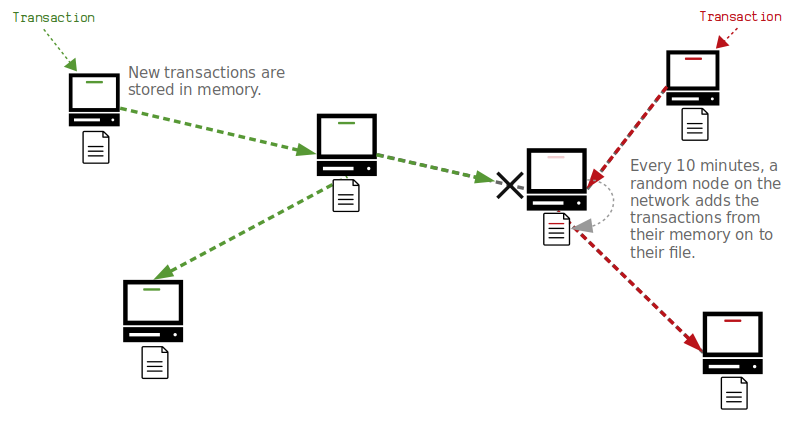 Transaction
Transaction
New transactions are
stored in memory.
Every 10 minutes, a
random node on the
network adds the
transactions from
their memory on to
their file.